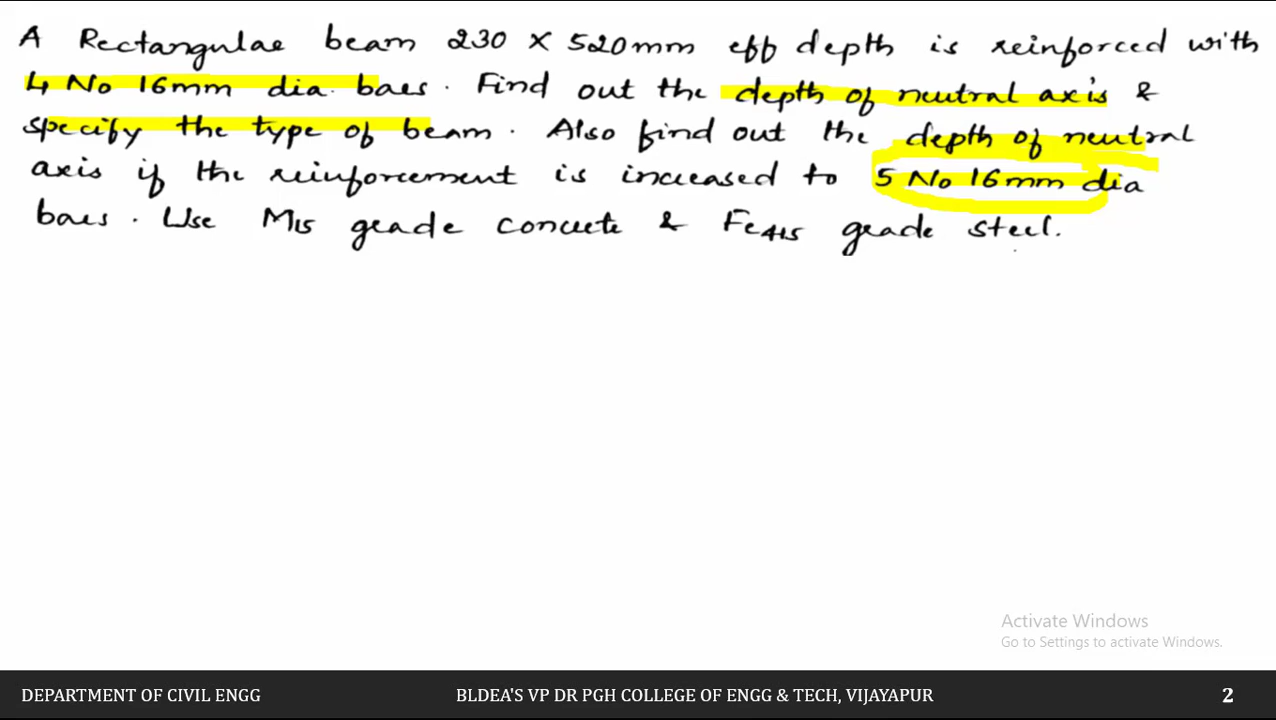 A Rectangular beam 230 X 520mm eff depth is reinforced with
4 No 16mm dia. bars. Find out the depth of neutral axis &
specify the type of beam. Also find out the depth of neutral
axis if the reinforcement is increased to 5 No 16mm dia
bars. Use M15 grade concrete & Fe415 grade steel.
Activate Windows
Go to Settings to activate Windows.
DEPARTMENT OF CIVIL ENGG BLDEA'S VP DR PGH COLLEGE OF ENGG & TECH, VIJAYAPUR 2